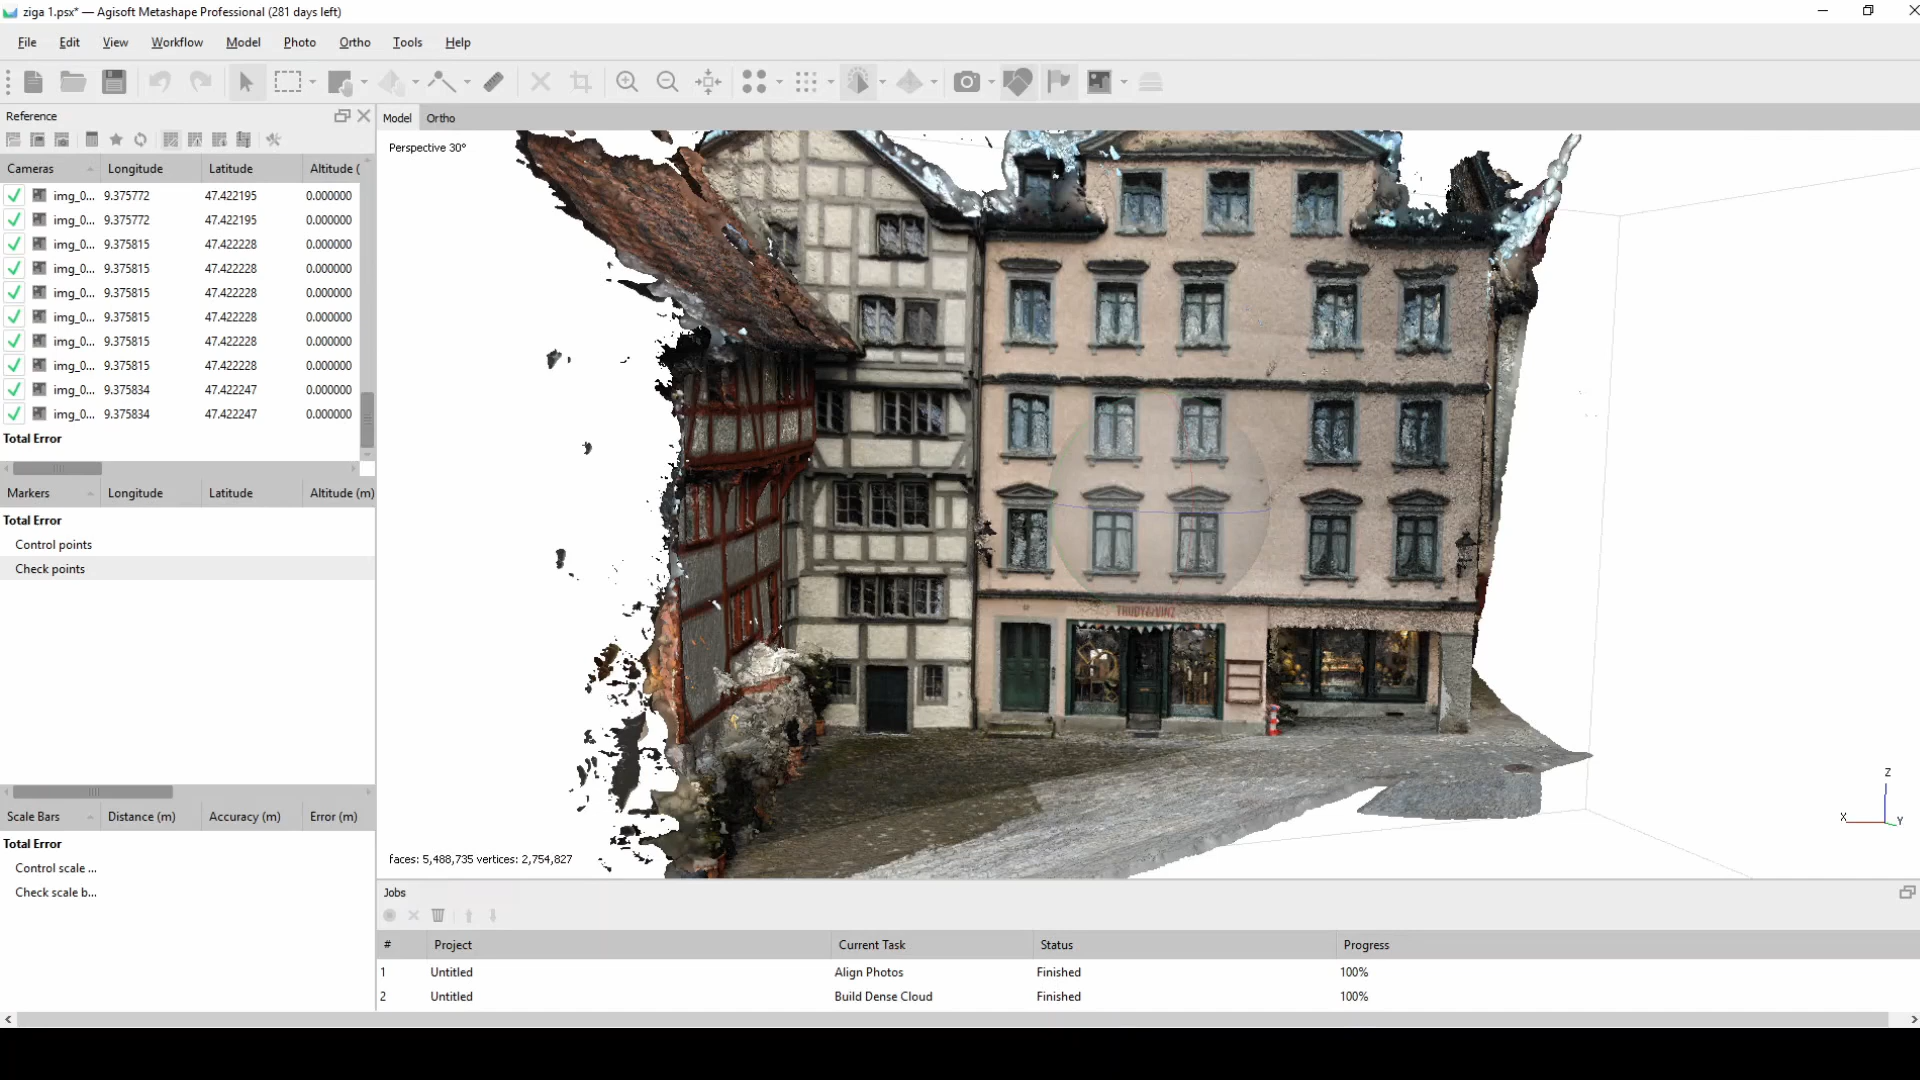 ziga 1.psx* — Agisoft Metashape Professional (281 days left)
File Edit View Workflow Model Photo Ortho Tools Help
Reference
Model Ortho
Perspective 30°
Cameras Longitude Latitude Altitude (
img_0... 9.375772 47.422195 0.000000
img_0... 9.375772 47.422195 0.000000
img_0... 9.375815 47.422228 0.000000
img_0... 9.375815 47.422228 0.000000
img_0... 9.375815 47.422228 0.000000
img_0... 9.375815 47.422228 0.000000
img_0... 9.375815 47.422228 0.000000
img_0... 9.375815 47.422228 0.000000
img_0... 9.375834 47.422247 0.000000
img_0... 9.375834 47.422247 0.000000
Total Error
Markers Longitude Latitude Altitude (m)
Total Error
Control points
Check points
TRUDY&VINZ
Scale Bars Distance (m) Accuracy (m) Error (m)
Total Error
Control scale ...
Check scale b...
Z
X
Y
faces: 5,488,735 vertices: 2,754,827
Jobs
# Project Current Task Status Progress
1 Untitled Align Photos Finished 100%
2 Untitled Build Dense Cloud Finished 100%